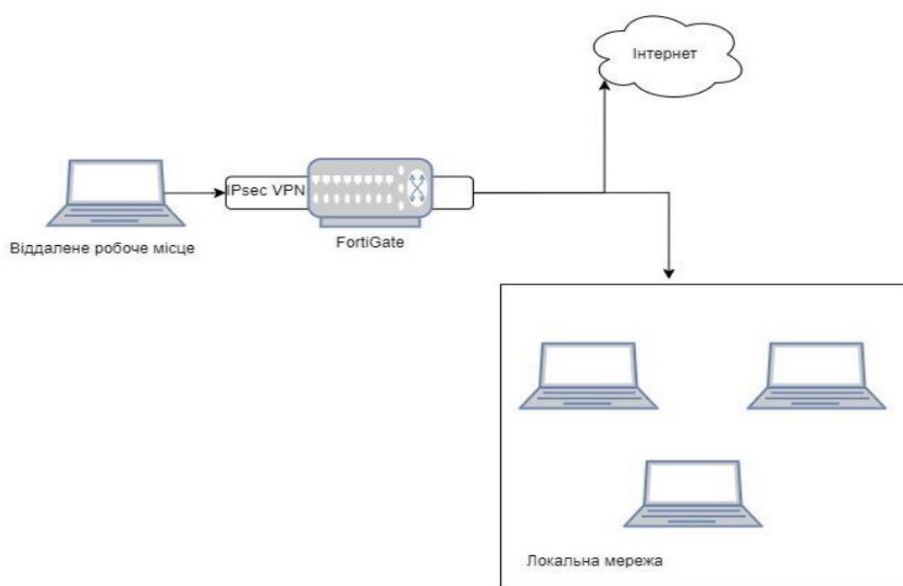 Інтернет
IPsec VPN
Віддалене робоче місце
FortiGate
Локальна мережа